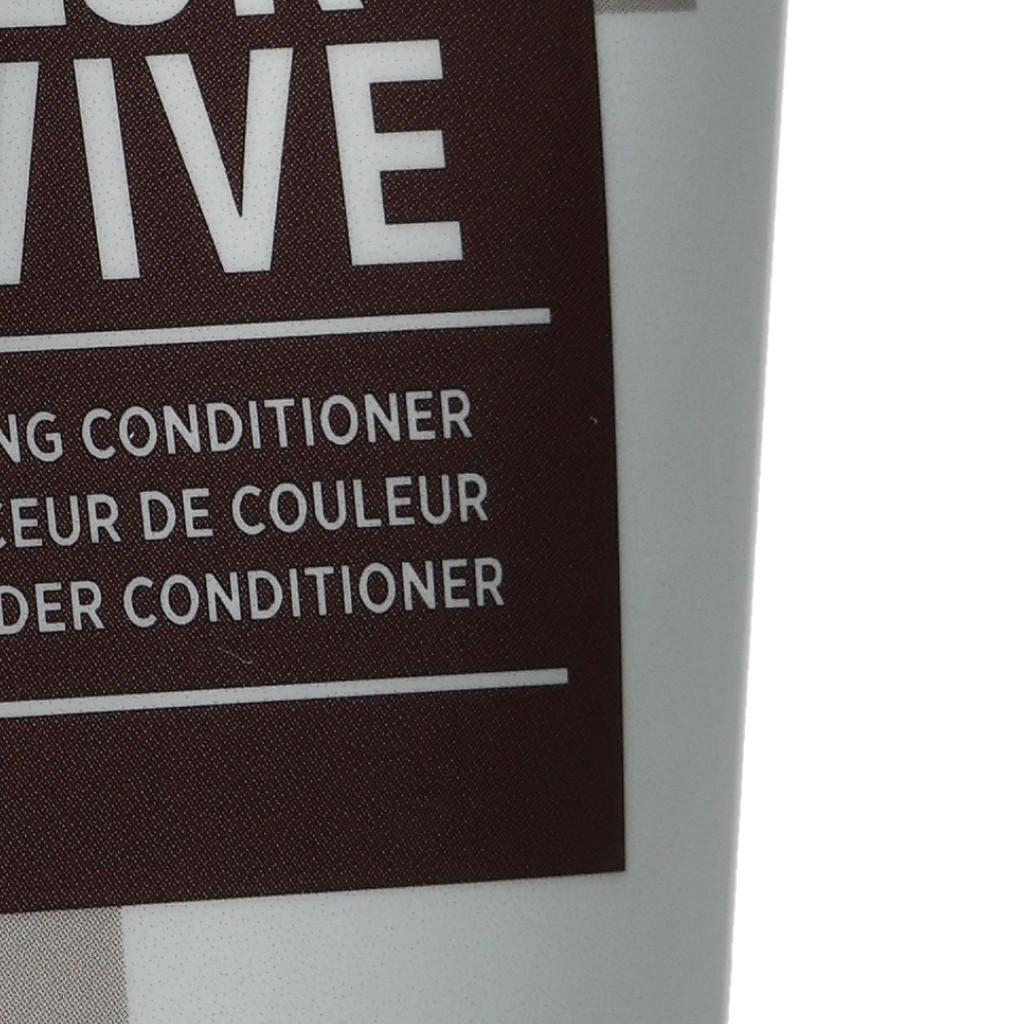 VIVE
NG CONDITIONER
CEUR DE COULEUR
DER CONDITIONER